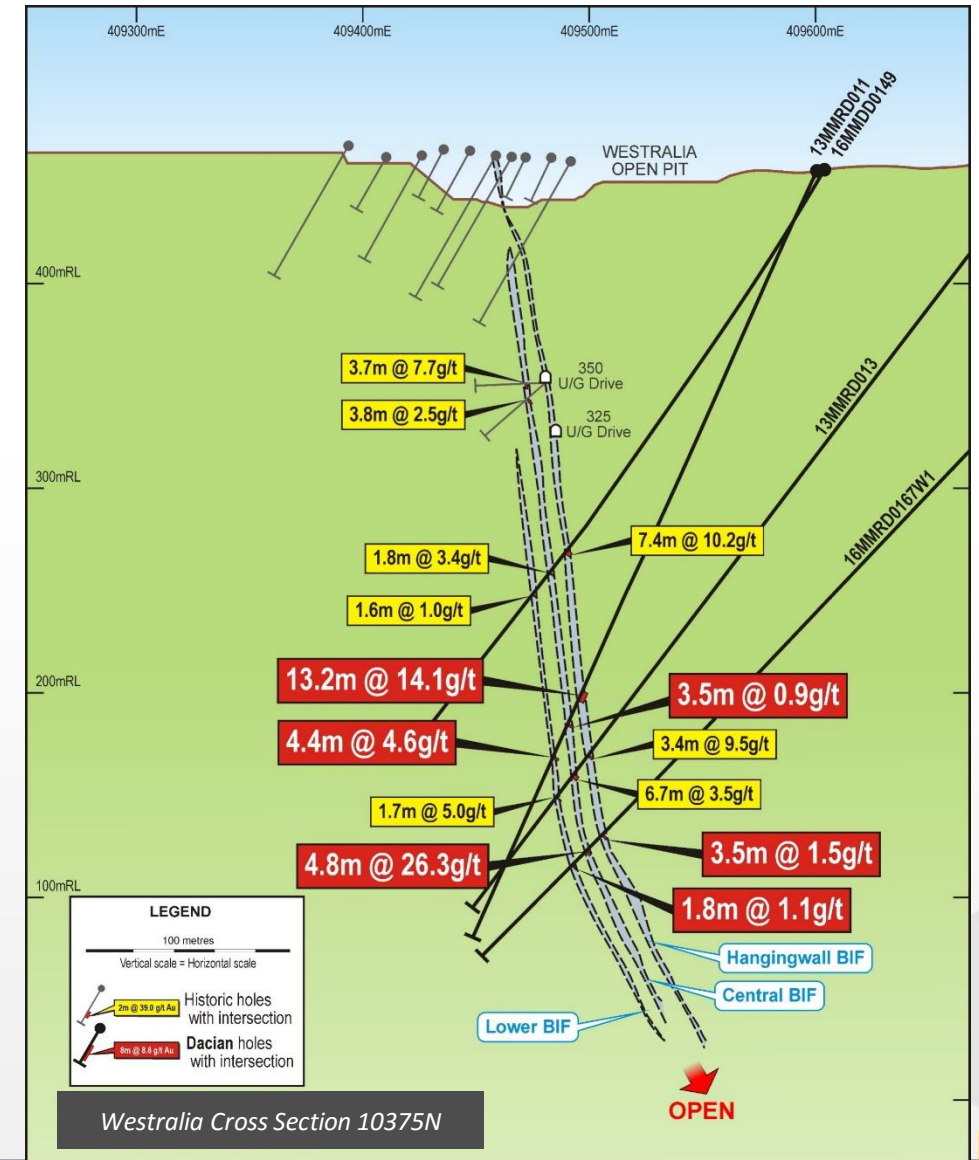 409300mE
409400mE
409500mE
409600mE
13MMRD011
16MMDD0149
WESTRALIA
OPEN PIT
400mRL
13MMRD013
3.7m @ 7.7g/t
350
U/G Drive
3.8m @ 2.5g/t
325
U/G Drive
16MMRD0167W1
300mRL
7.4m @ 10.2g/t
1.8m @ 3.4g/t
1.6m @ 1.0g/t
200mRL
13.2m @ 14.1g/t
3.5m @ 0.9g/t
4.4m @ 4.6g/t
3.4m @ 9.5g/t
6.7m @ 3.5g/t
1.7m @ 5.0g/t
3.5m @ 1.5g/t
4.8m @ 26.3g/t
100mRL
1.8m @ 1.1g/t
LEGEND
100 metres
Vertical scale = Horizontal scale
2m @ 39.0 g/t Au
Historic holes
with intersection
8m @ 8.8 g/t Au
Dacian holes
with intersection
Hangingwall BIF
Central BIF
Lower BIF
OPEN
Westralia Cross Section 10375N